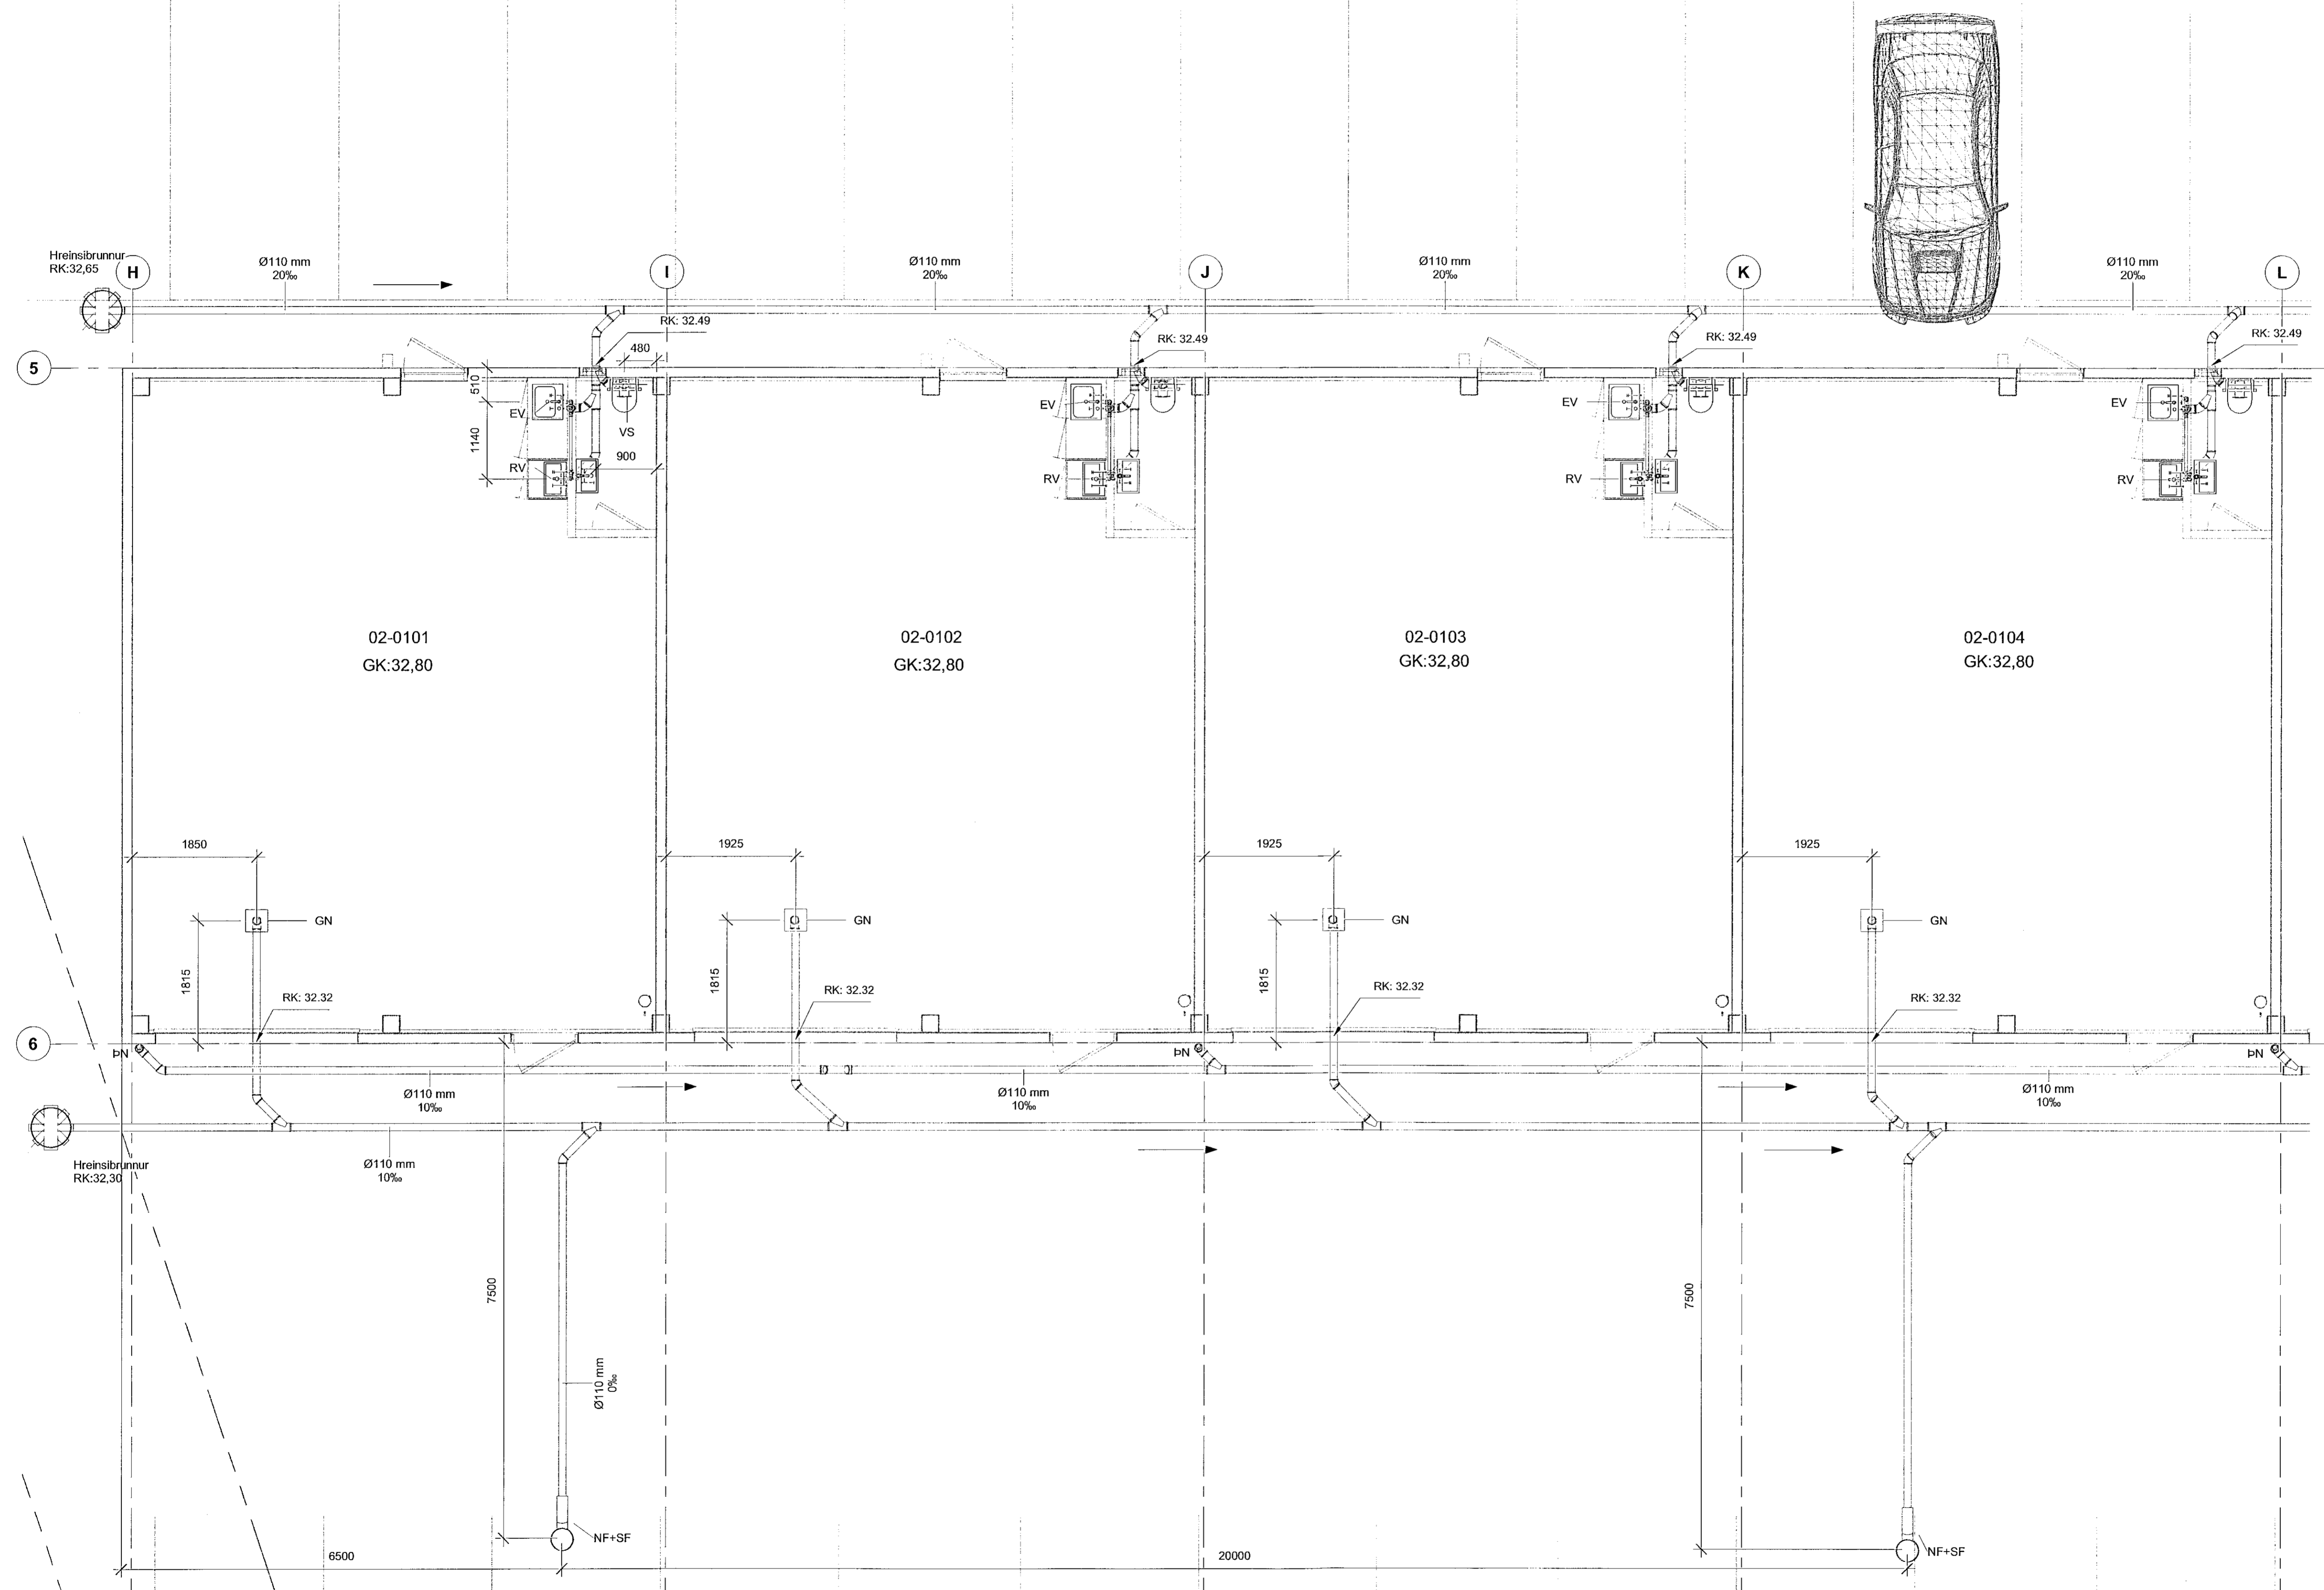 Hreinsibrunnur
RK:32,65
H
I
J
K
L
Ø110 mm
20‰
Ø110 mm
20‰
Ø110 mm
20‰
Ø110 mm
20‰
RK: 32.49
RK: 32.49
RK: 32.49
RK: 32.49
5
480
510
1140
EV
VS
RV
900
EV
RV
EV
RV
EV
RV
02-0101
GK:32,80
02-0102
GK:32,80
02-0103
GK:32,80
02-0104
GK:32,80
1850
1925
1925
1925
GN
GN
GN
GN
1815
1815
1815
RK: 32.32
RK: 32.32
RK: 32.32
RK: 32.32
6
ÞN
ÞN
ÞN
Ø110 mm
10‰
Ø110 mm
10‰
Ø110 mm
10‰
Hreinsibrunnur
RK:32,30
Ø110 mm
10‰
7500
7500
Ø110 mm
0‰
NF+SF
NF+SF
6500
20000